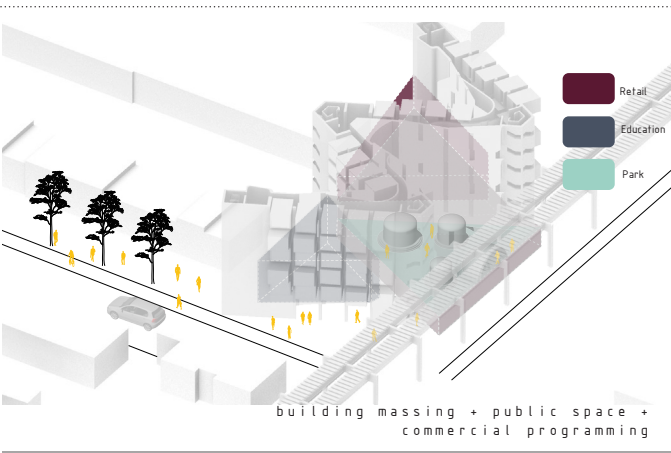 Retail
Education
Park
building massing + public space +
commercial programming